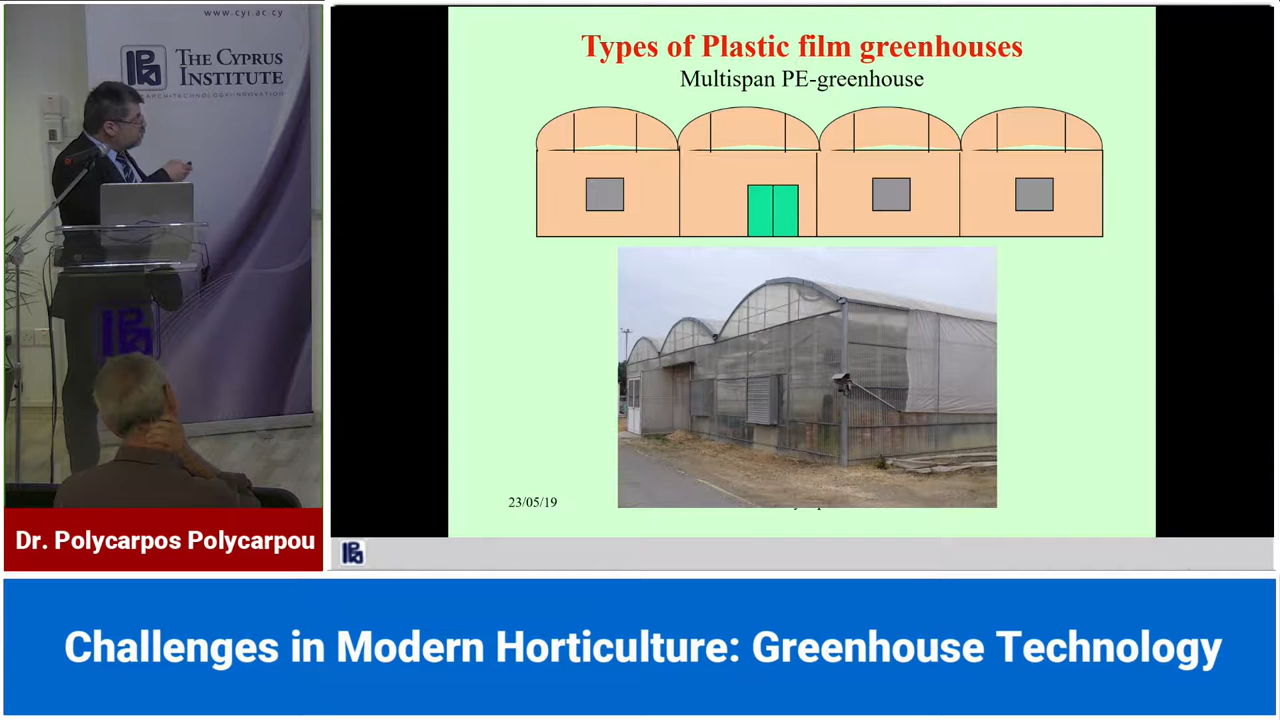 www.cyi.ac.cy
THE CYPRUS
INSTITUTE
Types of Plastic film greenhouses
Multispan PE-greenhouse
23/05/19
Dr. Polycarpos Polycarpou
Challenges in Modern Horticulture: Greenhouse Technology